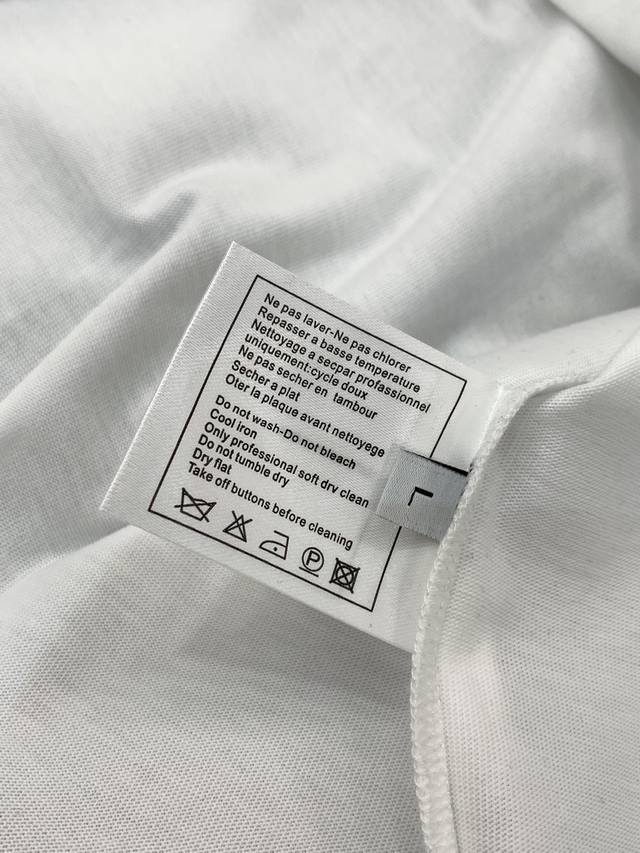 Ne pas laver-Ne pas chlorer
Repasser a basse temperature
Nettoyage a secpar professionnel
uniquement:cycle doux
Ne pas secher en tambour
Secher a plat
Oter la plaque avant nettoyege
Do not wash-Do not bleach
Cool iron
Only professional soft drv clean
Do not tumble dry
Dry flat
Take off buttons before cleaning
P
L